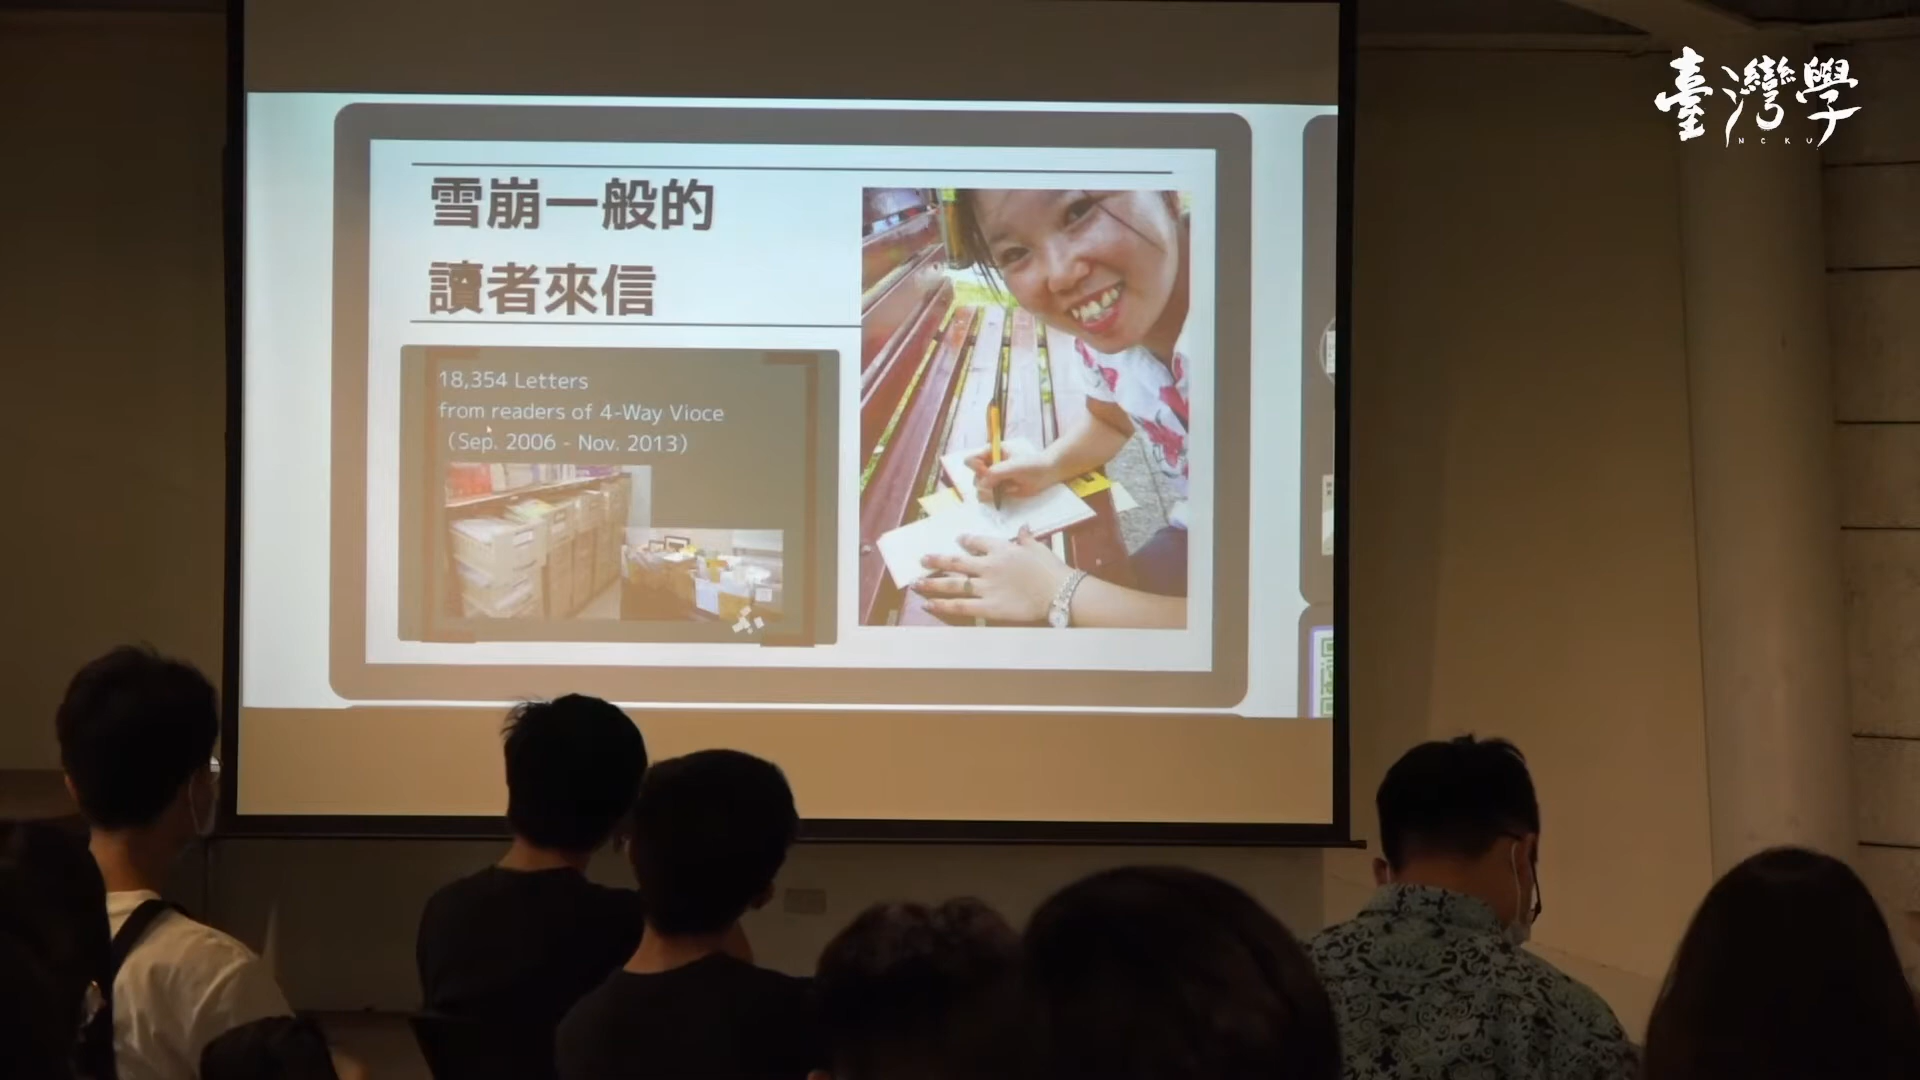 雪崩一般的
讀者來信
18,354 Letters
from readers of 4-Way Vioce
（Sep. 2006 - Nov. 2013）
臺灣學
NCKU